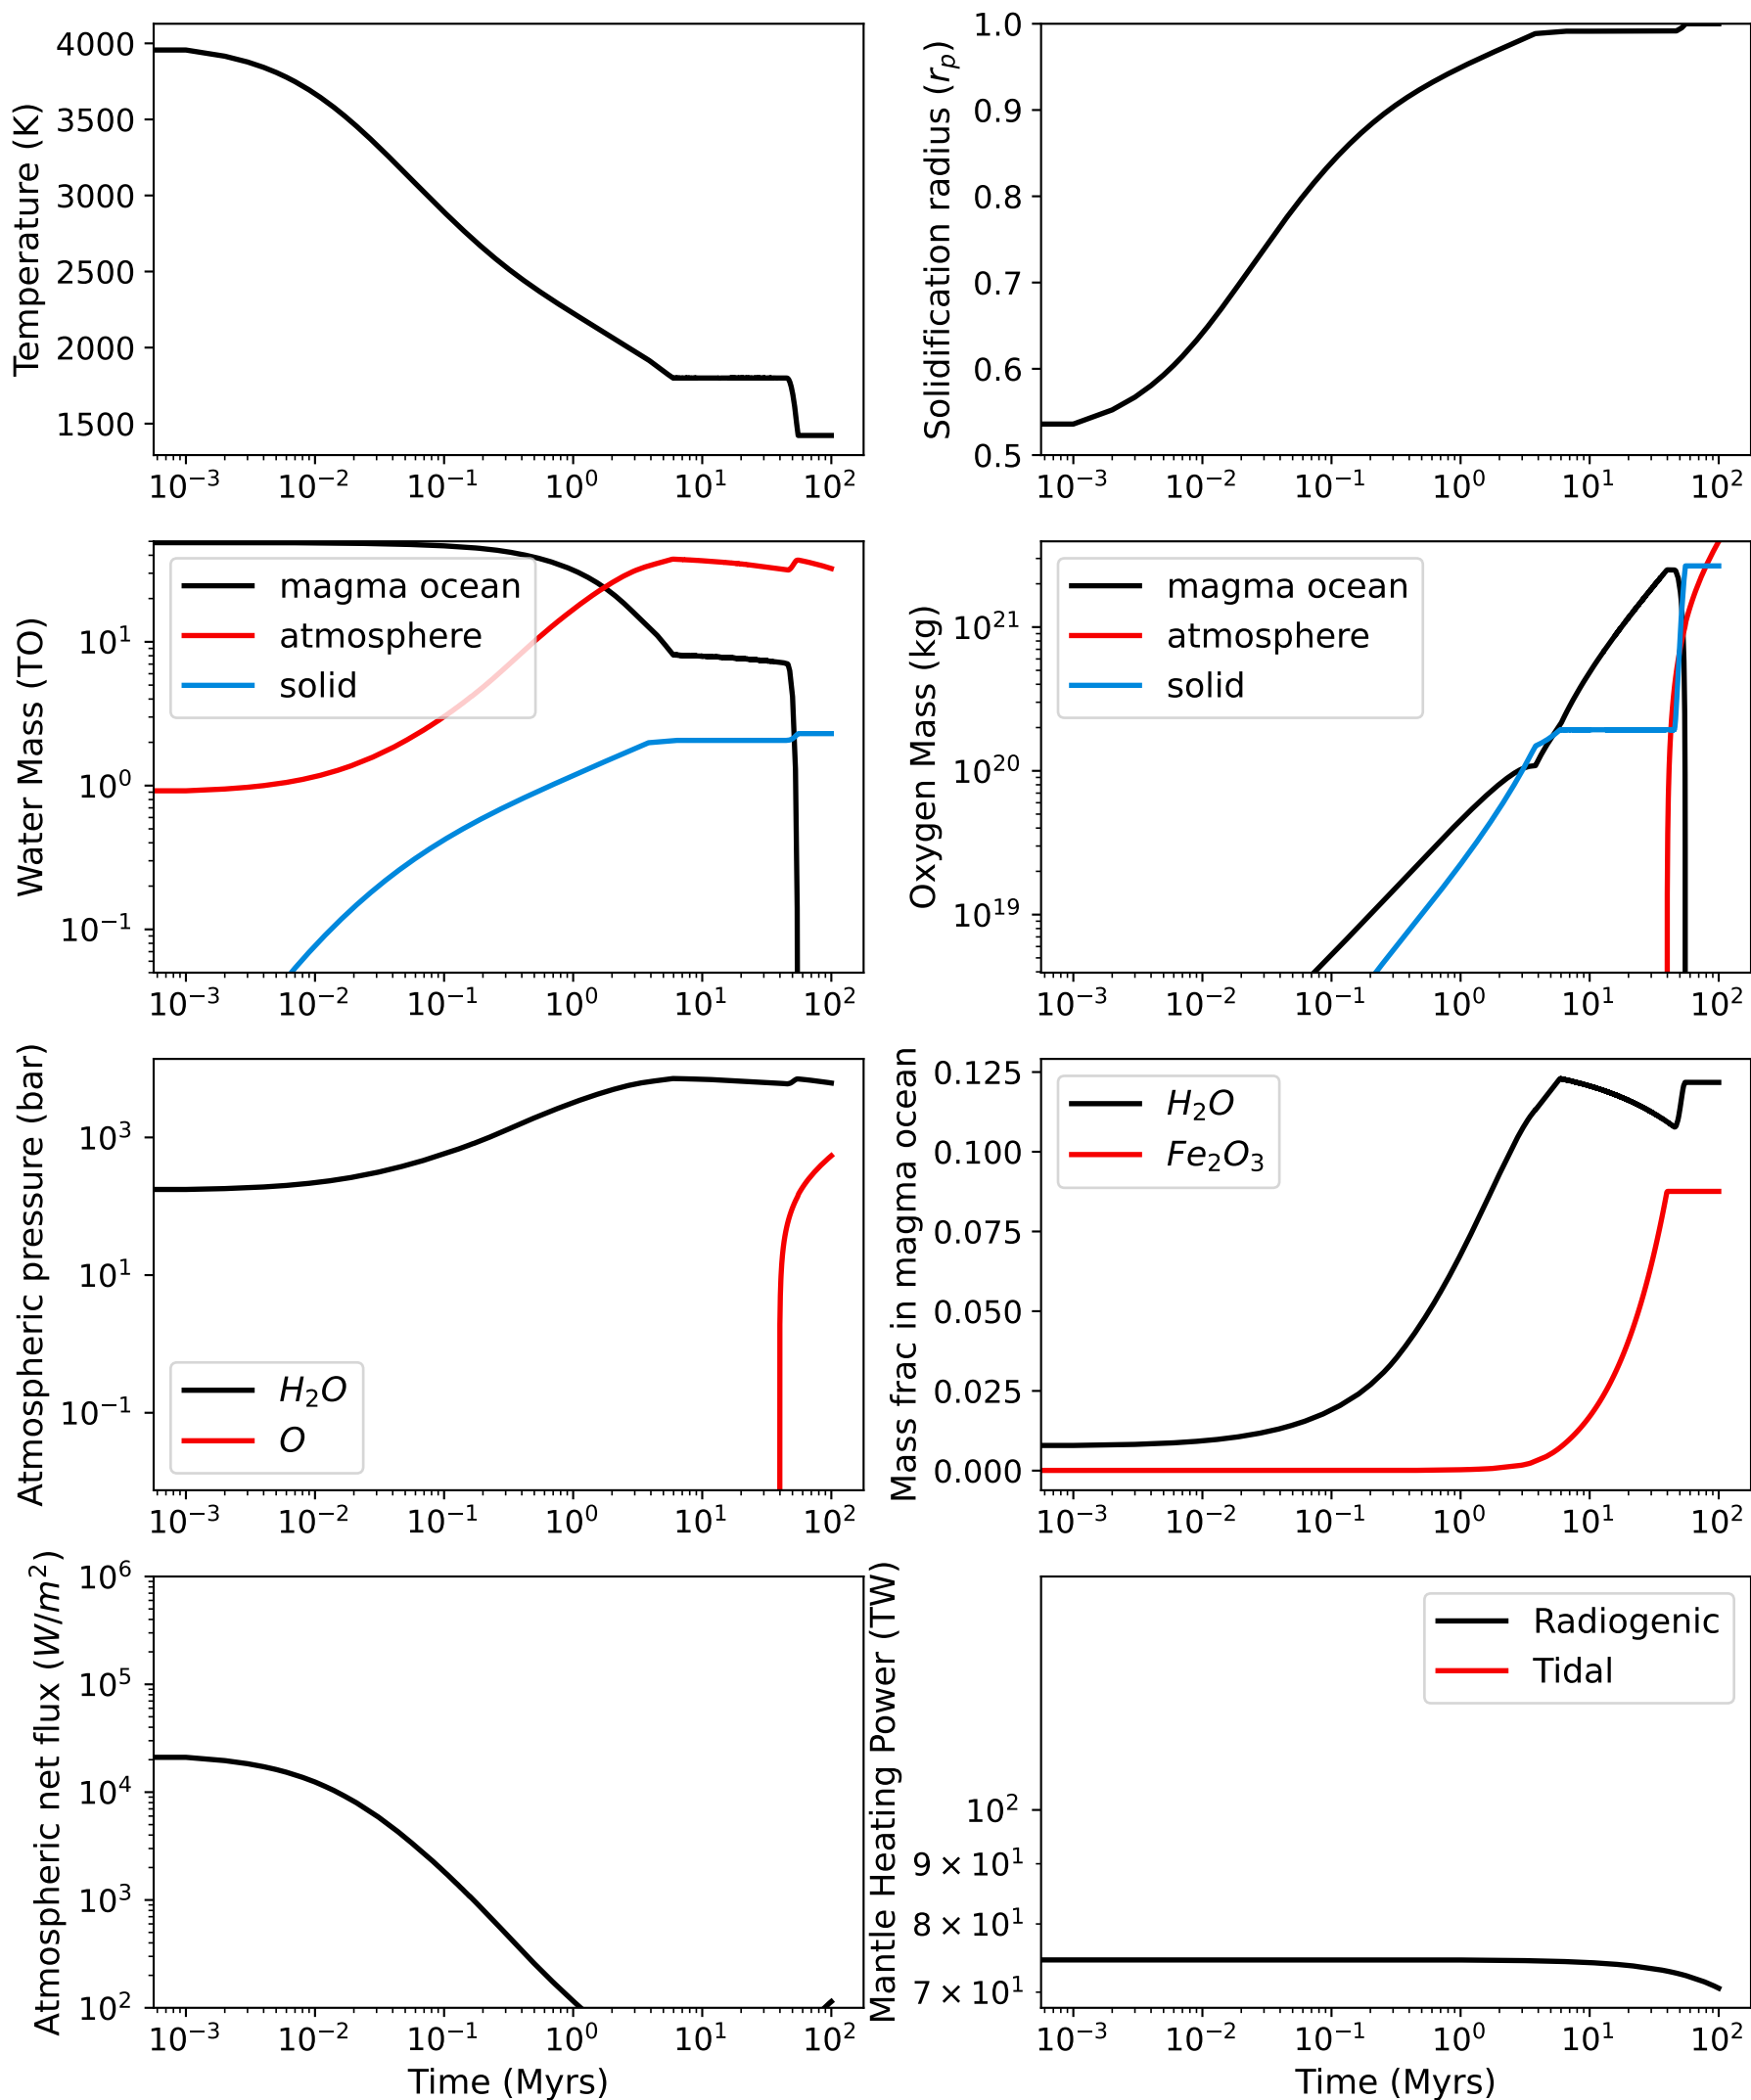 Temperature (K)
4000
3500
3000
2500
2000
1500
10⁻³ 10⁻² 10⁻¹ 10⁰ 10¹ 10²
Solidification radius (rₚ)
1.0
0.9
0.8
0.7
0.6
0.5
10⁻³ 10⁻² 10⁻¹ 10⁰ 10¹ 10²
Water Mass (TO)
10¹
10⁰
10⁻¹
magma ocean
atmosphere
solid
10⁻³ 10⁻² 10⁻¹ 10⁰ 10¹ 10²
Oxygen Mass (kg)
10²¹
10²⁰
10¹⁹
magma ocean
atmosphere
solid
10⁻³ 10⁻² 10⁻¹ 10⁰ 10¹ 10²
Atmospheric pressure (bar)
10³
10¹
10⁻¹
H₂O
O
10⁻³ 10⁻² 10⁻¹ 10⁰ 10¹ 10²
Mass frac in magma ocean
0.125
0.100
0.075
0.050
0.025
0.000
H₂O
Fe₂O₃
10⁻³ 10⁻² 10⁻¹ 10⁰ 10¹ 10²
Atmospheric net flux (W/m²)
10⁶
10⁵
10⁴
10³
10²
10⁻³ 10⁻² 10⁻¹ 10⁰ 10¹ 10²
Time (Myrs)
Mantle Heating Power (TW)
10²
9 × 10¹
8 × 10¹
7 × 10¹
Radiogenic
Tidal
10⁻³ 10⁻² 10⁻¹ 10⁰ 10¹ 10²
Time (Myrs)